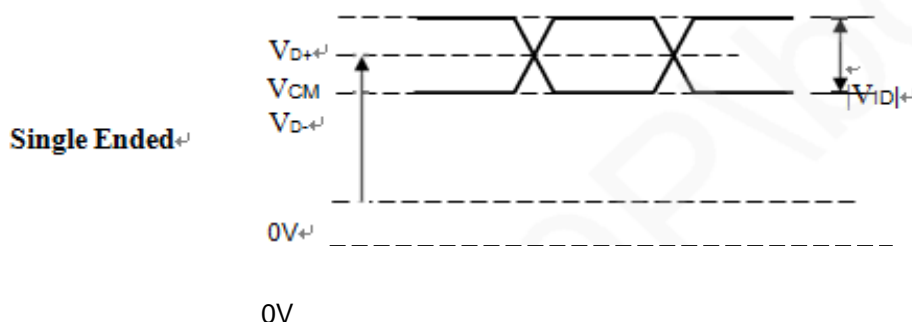 VD+↵
VCM
|VID|↵
VD-↵
Single Ended↵
0V↵
0V